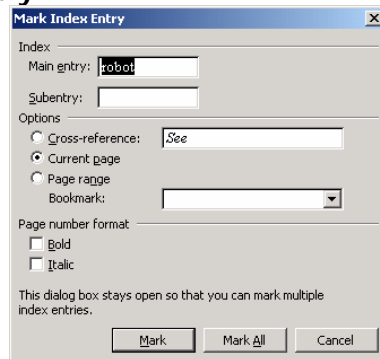 Mark Index Entry
Index
Main entry: robot
Subentry:
Options
Cross-reference: See
Current page
Page range
Bookmark:
Page number format
Bold
Italic
This dialog box stays open so that you can mark multiple
index entries.
Mark Mark All Cancel